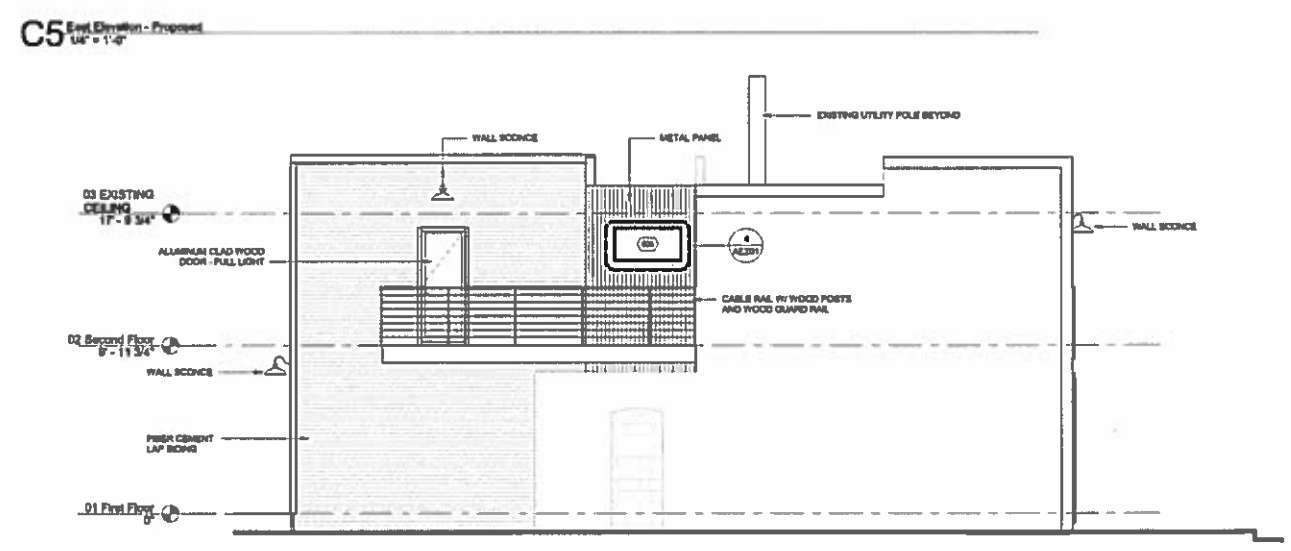 C5 East Elevation - Proposed
1/4" = 1'-0"
EXISTING UTILITY POLE BEYOND
WALL SCONCE
METAL PANEL
03 EXISTING
CEILING
17' - 9 3/4"
WALL SCONCE
4
ALUMINUM CLAD WOOD
DOOR - FULL LIGHT
AE201
CABLE RAIL W/ WOOD POSTS
AND WOOD GUARD RAIL
02 Second Floor
9' - 11 3/4"
WALL SCONCE
FIBER CEMENT
LAP SIDING
01 First Floor
0"